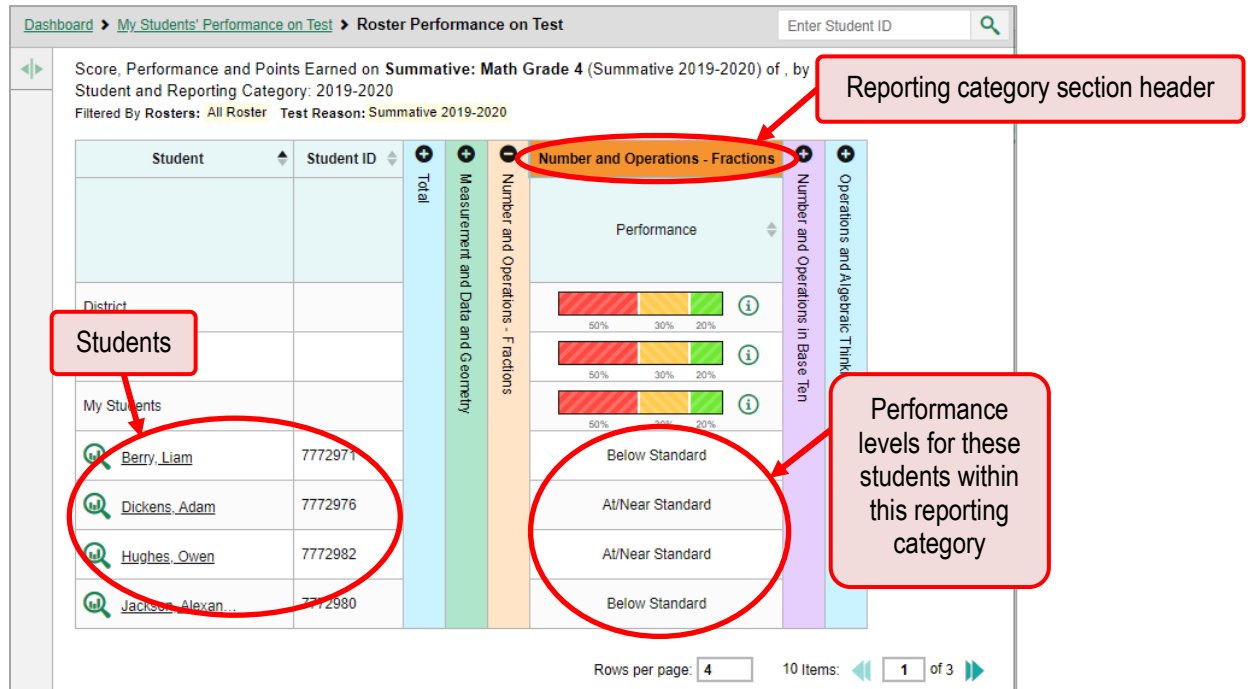 Dashboard > My Students' Performance on Test > Roster Performance on Test
Enter Student ID
Score, Performance and Points Earned on Summative: Math Grade 4 (Summative 2019-2020) of , by
Student and Reporting Category: 2019-2020
Filtered By Rosters: All Roster Test Reason: Summative 2019-2020
Reporting category section header
Student
Student ID
Total
Measurement and Data and Geometry
Number and Operations - Fractions
Number and Operations - Fractions
Performance
Number and Operations in Base Ten
Operations and Algebraic
District
50% 30% 20%
Students
50% 30% 20%
My Students
50% 30% 20%
Berry, Liam 7772971 Below Standard
Dickens, Adam 7772976 At/Near Standard
Hughes, Owen 7772982 At/Near Standard
Jackson, Alexan... 7772980 Below Standard
Performance
levels for these
students within
this reporting
category
Rows per page: 4 10 Items: 1 of 3